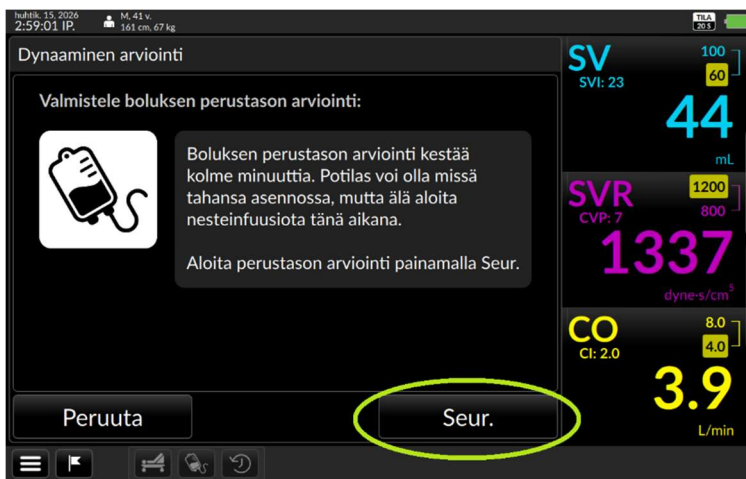 huhtik. 15, 2026
2:59:01 IP.
M, 41 v.
161 cm, 67 kg
TILA
20 S
Dynaaminen arviointi
Valmistele boluksen perustason arviointi:
Boluksen perustason arviointi kestää
kolme minuuttia. Potilas voi olla missä
tahansa asennossa, mutta älä aloita
nesteinfuusiota tänä aikana.
Aloita perustason arviointi painamalla Seur.
Peruuta
Seur.
SV
SVI: 23
100
60
44
mL
SVR
CVP: 7
1200
800
1337
dyne·s/cm⁵
CO
CI: 2.0
8.0
4.0
3.9
L/min